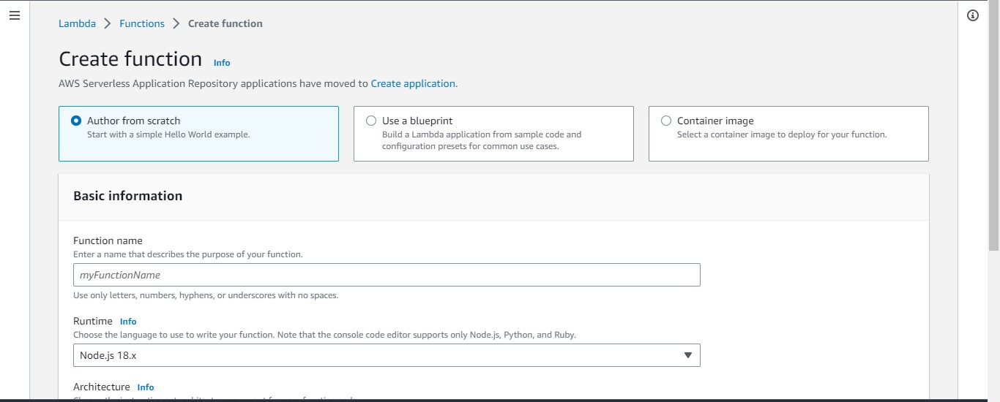 Lambda > Functions > Create function
Create function Info
AWS Serverless Application Repository applications have moved to Create application.
Author from scratch
Start with a simple Hello World example.
Use a blueprint
Build a Lambda application from sample code and
configuration presets for common use cases.
Container image
Select a container image to deploy for your function.
Basic information
Function name
Enter a name that describes the purpose of your function.
myFunctionName
Use only letters, numbers, hyphens, or underscores with no spaces.
Runtime Info
Choose the language to use to write your function. Note that the console code editor supports only Node.js, Python, and Ruby.
Node.js 18.x
Architecture Info